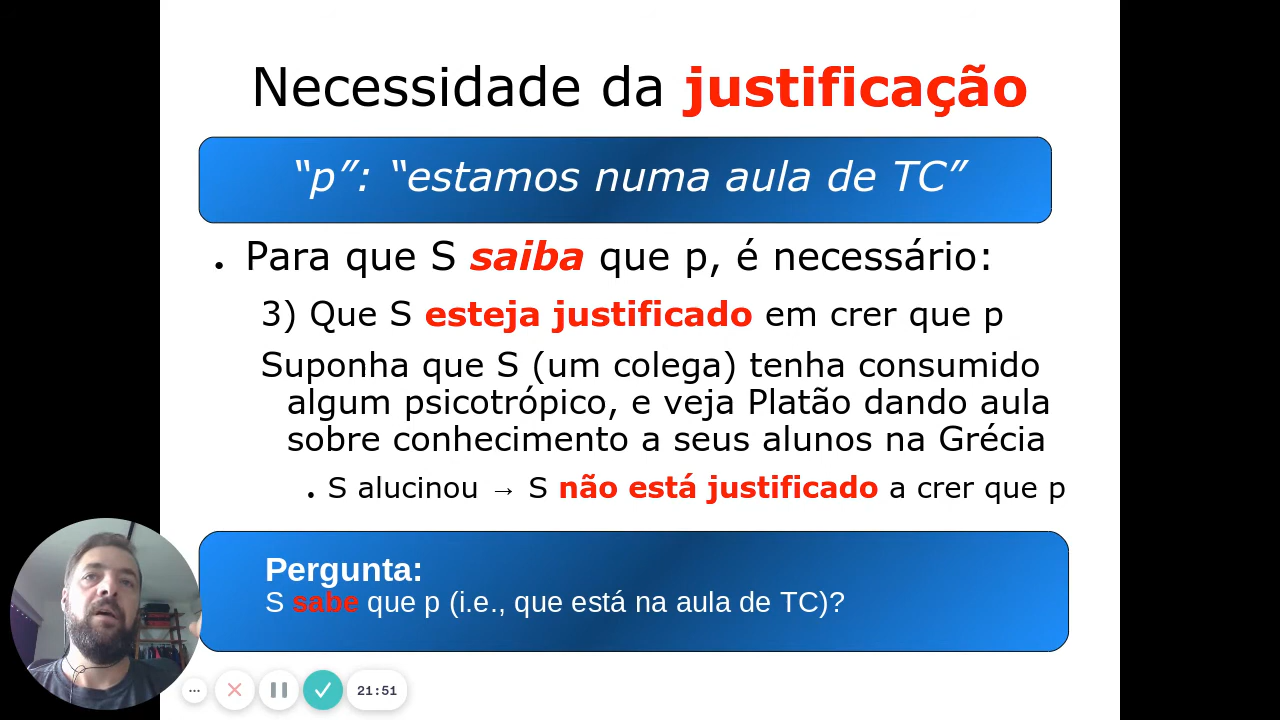 Necessidade da justificação
“p”: “estamos numa aula de TC”
• Para que S saiba que p, é necessário:
3) Que S esteja justificado em crer que p
Suponha que S (um colega) tenha consumido
algum psicotrópico, e veja Platão dando aula
sobre conhecimento a seus alunos na Grécia
• S alucinou → S não está justificado a crer que p
Pergunta:
S sabe que p (i.e., que está na aula de TC)?
21:51